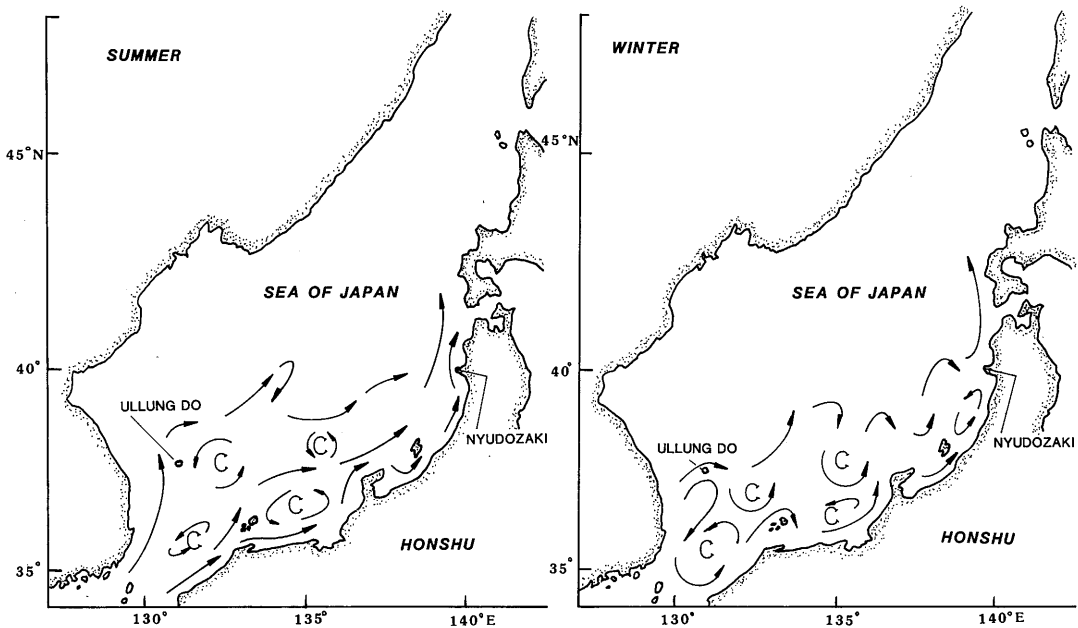 SUMMER
45°N
SEA OF JAPAN
40°
ULLUNG DO
NYUDOZAKI
C
(C)
C
C
HONSHU
35°
130°
135°
140°E
WINTER
45°N
SEA OF JAPAN
40°
NYUDOZAKI
ULLUNG DO
C
C
C
C
HONSHU
35°
130°
135°
140°E